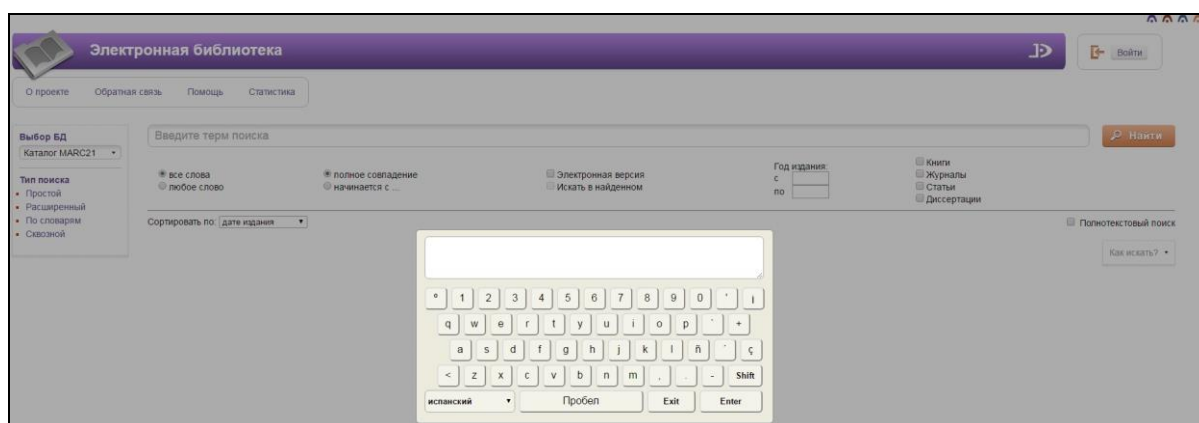 Электронная библиотека
Войти
О проекте Обратная связь Помощь Статистика
Выбор БД
Каталог MARC21
Тип поиска
Простой
Расширенный
По словарям
Сквозной
Введите терм поиска
Найти
все слова
любое слово
полное совпадение
начинается с ...
Электронная версия
Искать в найденном
Год издания:
с
по
Книги
Журналы
Статьи
Диссертации
Сортировать по: дате издания
Полнотекстовый поиск
Как искать?
º 1 2 3 4 5 6 7 8 9 0 ' ¡
q w e r t y u i o p ` +
a s d f g h j k l ñ ´ ç
< z x c v b n m , . - Shift
испанский Пробел Exit Enter